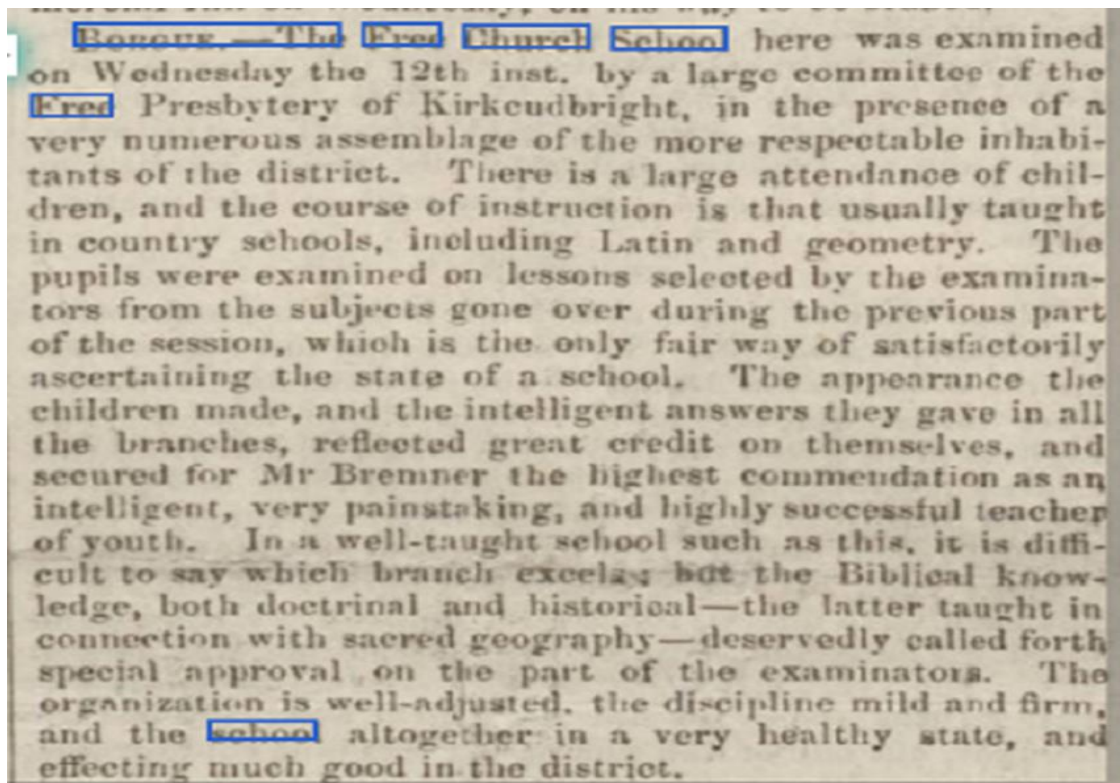 BORGUE.—The Free Church School here was examined
on Wednesday the 12th inst. by a large committee of the
Free Presbytery of Kirkcudbright, in the presence of a
very numerous assemblage of the more respectable inhabi-
tants of the district. There is a large attendance of chil-
dren, and the course of instruction is that usually taught
in country schools, including Latin and geometry. The
pupils were examined on lessons selected by the examina-
tors from the subjects gone over during the previous part
of the session, which is the only fair way of satisfactorily
ascertaining the state of a school. The appearance the
children made, and the intelligent answers they gave in all
the branches, reflected great credit on themselves, and
secured for Mr Bremner the highest commendation as an
intelligent, very painstaking, and highly successful teacher
of youth. In a well-taught school such as this, it is diffi-
cult to say which branch excels; but the Biblical know-
ledge, both doctrinal and historical—the latter taught in
connection with sacred geography—deservedly called forth
special approval on the part of the examinators. The
organization is well-adjusted, the discipline mild and firm,
and the school altogether in a very healthy state, and
effecting much good in the district.